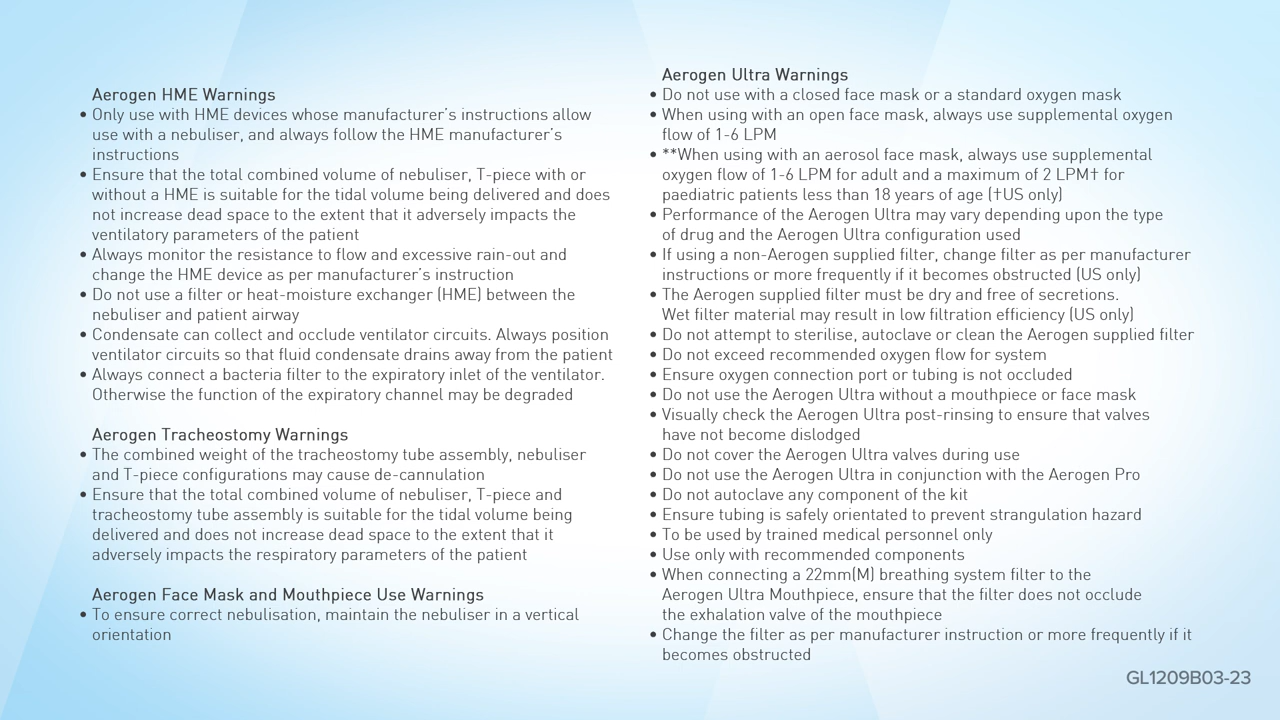 Aerogen HME Warnings
• Only use with HME devices whose manufacturer's instructions allow
use with a nebuliser, and always follow the HME manufacturer's
instructions
• Ensure that the total combined volume of nebuliser, T-piece with or
without a HME is suitable for the tidal volume being delivered and does
not increase dead space to the extent that it adversely impacts the
ventilatory parameters of the patient
• Always monitor the resistance to flow and excessive rain-out and
change the HME device as per manufacturer's instruction
• Do not use a filter or heat-moisture exchanger (HME) between the
nebuliser and patient airway
• Condensate can collect and occlude ventilator circuits. Always position
ventilator circuits so that fluid condensate drains away from the patient
• Always connect a bacteria filter to the expiratory inlet of the ventilator.
Otherwise the function of the expiratory channel may be degraded
Aerogen Tracheostomy Warnings
• The combined weight of the tracheostomy tube assembly, nebuliser
and T-piece configurations may cause de-cannulation
• Ensure that the total combined volume of nebuliser, T-piece and
tracheostomy tube assembly is suitable for the tidal volume being
delivered and does not increase dead space to the extent that it
adversely impacts the respiratory parameters of the patient
Aerogen Face Mask and Mouthpiece Use Warnings
• To ensure correct nebulisation, maintain the nebuliser in a vertical
orientation
Aerogen Ultra Warnings
• Do not use with a closed face mask or a standard oxygen mask
• When using with an open face mask, always use supplemental oxygen
flow of 1-6 LPM
• **When using with an aerosol face mask, always use supplemental
oxygen flow of 1-6 LPM for adult and a maximum of 2 LPM† for
paediatric patients less than 18 years of age (†US only)
• Performance of the Aerogen Ultra may vary depending upon the type
of drug and the Aerogen Ultra configuration used
• If using a non-Aerogen supplied filter, change filter as per manufacturer
instructions or more frequently if it becomes obstructed (US only)
• The Aerogen supplied filter must be dry and free of secretions.
Wet filter material may result in low filtration efficiency (US only)
• Do not attempt to sterilise, autoclave or clean the Aerogen supplied filter
• Do not exceed recommended oxygen flow for system
• Ensure oxygen connection port or tubing is not occluded
• Do not use the Aerogen Ultra without a mouthpiece or face mask
• Visually check the Aerogen Ultra post-rinsing to ensure that valves
have not become dislodged
• Do not cover the Aerogen Ultra valves during use
• Do not use the Aerogen Ultra in conjunction with the Aerogen Pro
• Do not autoclave any component of the kit
• Ensure tubing is safely orientated to prevent strangulation hazard
• To be used by trained medical personnel only
• Use only with recommended components
• When connecting a 22mm(M) breathing system filter to the
Aerogen Ultra Mouthpiece, ensure that the filter does not occlude
the exhalation valve of the mouthpiece
• Change the filter as per manufacturer instruction or more frequently if it
becomes obstructed
GL1209B03-23